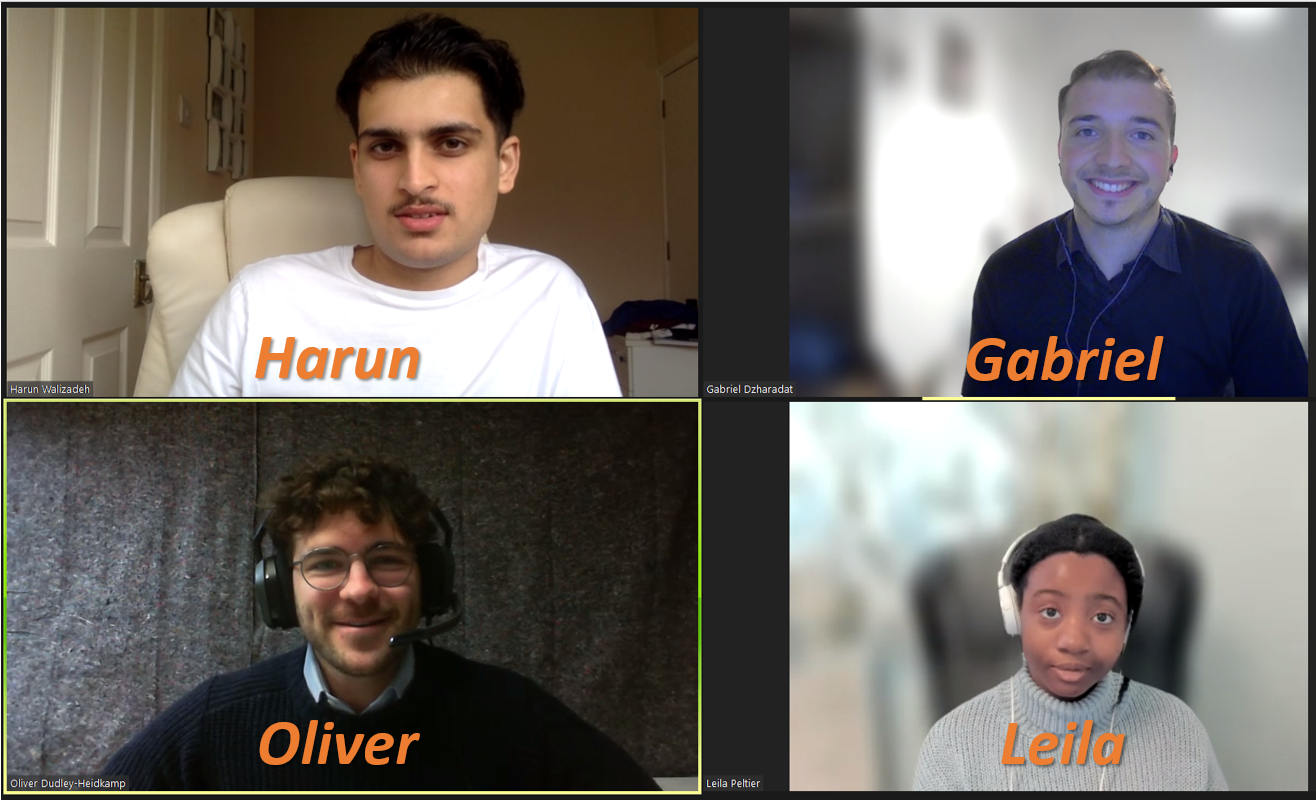 Harun
Harun Walizadeh
Gabriel
Gabriel Dzharadat
Oliver
Oliver Dudley-Heidkamp
Leila
Leila Peltier